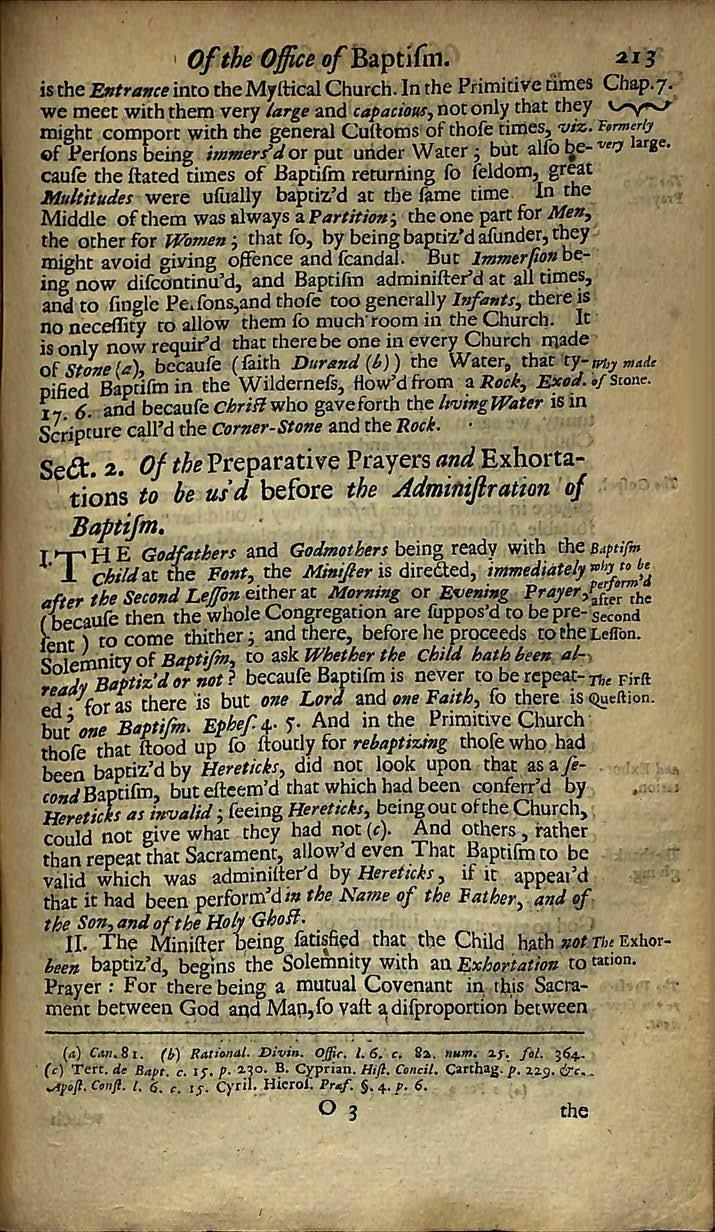 Of the Office of Baptiſm. 213
is the Entrance into the Myſtical Church. In the Primitive times Chap. 7.
we meet with them very large and capacious, not only that they
might comport with the general Cuſtoms of thoſe times, viz. Formerly
of Perſons being immers'd or put under Water; but alſo be- very large.
cauſe the ſtated times of Baptiſm returning ſo ſeldom, great
Multitudes were uſually baptiz'd at the ſame time. In the
Middle of them was always a Partition; the one part for Men,
the other for Women; that ſo, by being baptiz'd aſunder, they
might avoid giving offence and ſcandal. But Immerſion be-
ing now diſcontinu'd, and Baptiſm adminiſter'd at all times,
and to ſingle Perſons, and thoſe too generally Infants, there is
no neceſſity to allow them ſo much room in the Church. It
is only now requir'd that there be one in every Church made
of Stone (a), becauſe (ſaith Durand (b)) the Water, that ty- Why made
pified Baptiſm in the Wilderneſs, flow'd from a Rock, Exod. of Stone.
17. 6. and becauſe Chriſt who gave forth the living Water is in
Scripture call'd the Corner-Stone and the Rock.
Sect. 2. Of the Preparative Prayers and Exhorta-
tions to be us'd before the Adminiſtration of
Baptiſm.
I. THE Godfathers and Godmothers being ready with the Baptiſm
Child at the Font, the Miniſter is directed, immediately why to be
perform'd
after the Second Leſſon either at Morning or Evening Prayer, after the
(becauſe then the whole Congregation are ſuppos'd to be pre- Second
ſent) to come thither; and there, before he proceeds to the Leſſon.
Solemnity of Baptiſm, to ask Whether the Child hath been al-
ready Baptiz'd or not? becauſe Baptiſm is never to be repeat- The Firſt
ed: for as there is but one Lord and one Faith, ſo there is Queſtion.
but one Baptiſm. Epheſ. 4. 5. And in the Primitive Church
thoſe that ſtood up ſo ſtoutly for rebaptizing thoſe who had
been baptiz'd by Hereticks, did not look upon that as a ſe-
cond Baptiſm, but eſteem'd that which had been conferr'd by
Hereticks as invalid; ſeeing Hereticks, being out of the Church,
could not give what they had not (c). And others, rather
than repeat that Sacrament, allow'd even That Baptiſm to be
valid which was adminiſter'd by Hereticks, if it appear'd
that it had been perform'd in the Name of the Father, and of
the Son, and of the Holy Ghoſt.
II. The Miniſter being ſatisfied that the Child hath not The Exhor-
been baptiz'd, begins the Solemnity with an Exhortation to tation.
Prayer: For there being a mutual Covenant in this Sacra-
ment between God and Man, ſo vaſt a diſproportion between
(a) Can. 81. (b) Rational. Divin. Offic. l. 6. c. 82. num. 25. fol. 364.
(c) Tert. de Bapt. c. 15. p. 230. B. Cyprian. Hiſt. Concil. Carthag. p. 229. &c.
Apoſt. Conſt. l. 6. c. 15. Cyril. Hieroſ. Præf. §. 4. p. 6.
O 3 the